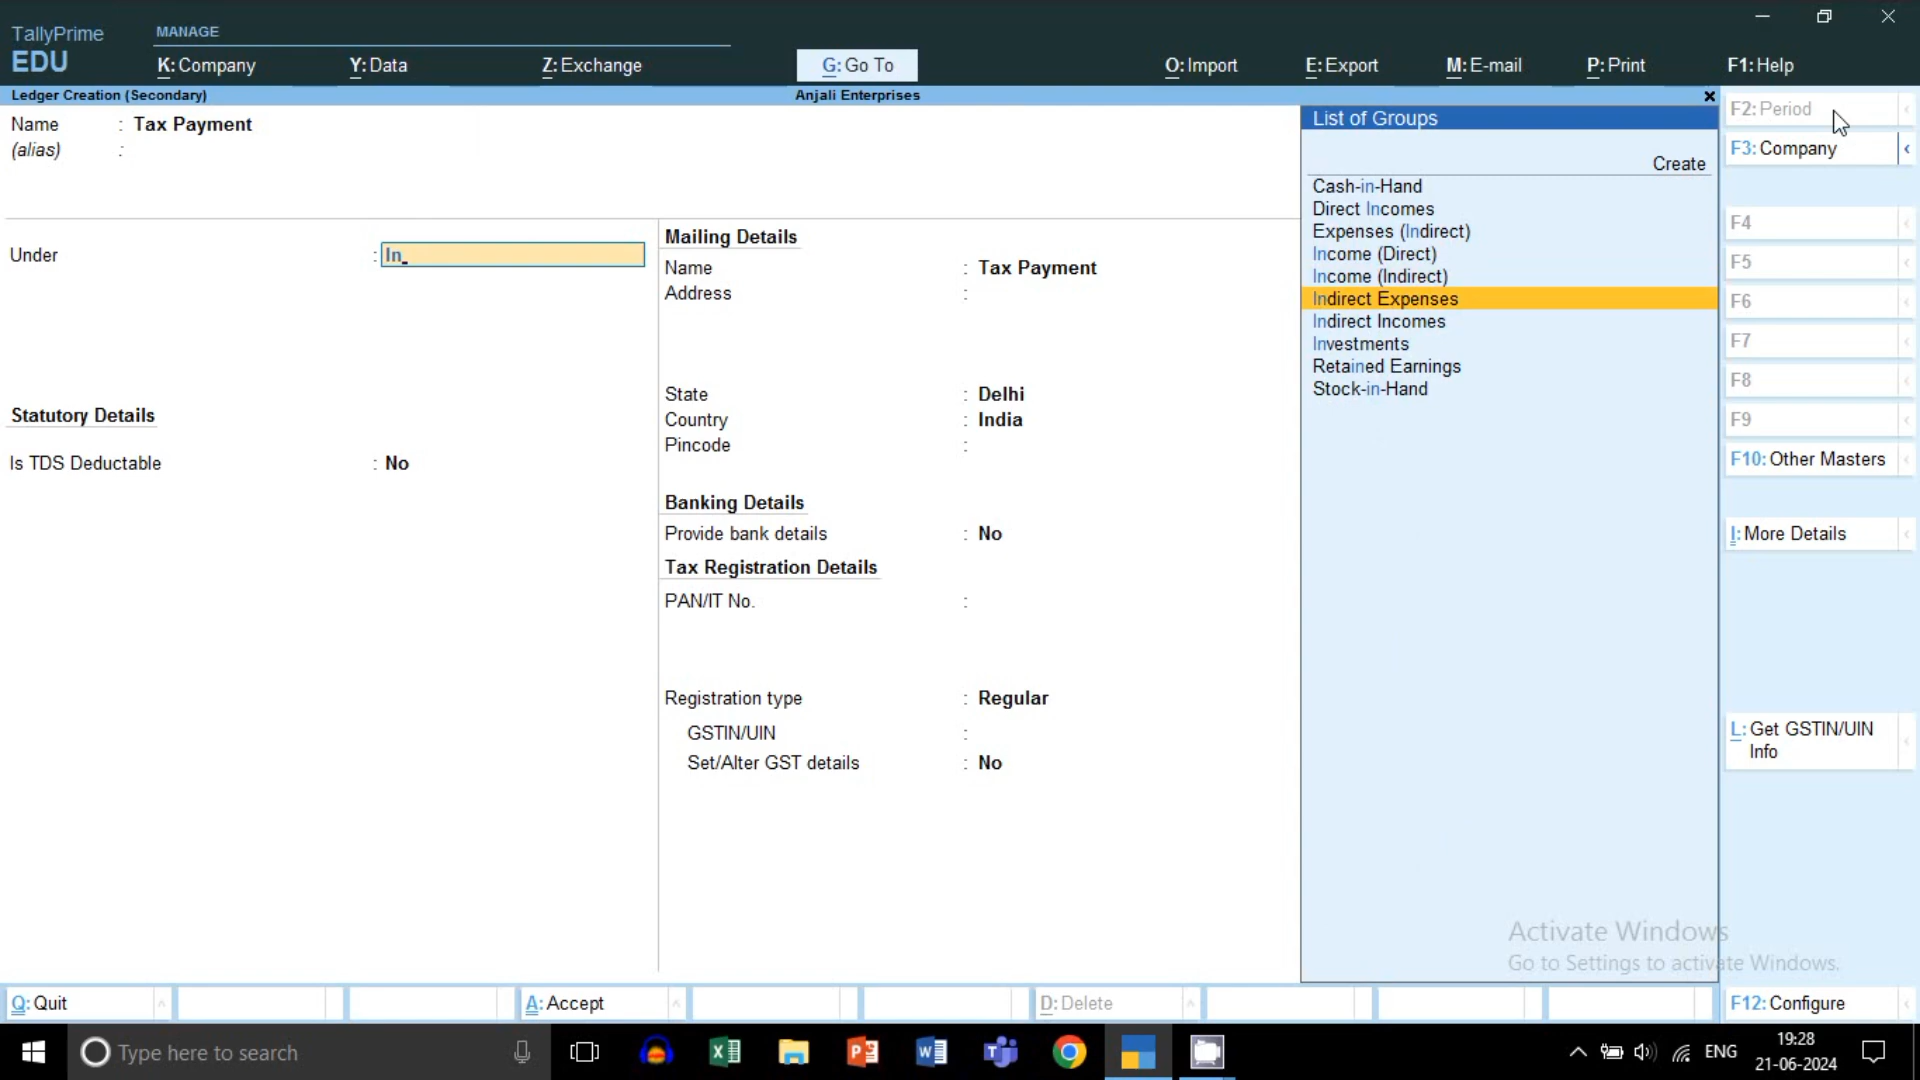 TallyPrime
EDU
MANAGE
K: Company
Y: Data
Z: Exchange
G: Go To
O: Import
E: Export
M: E-mail
P: Print
F1: Help
Ledger Creation (Secondary)
Anjali Enterprises
Name : Tax Payment
(alias) :
Under : In
Statutory Details
Is TDS Deductable : No
Mailing Details
Name : Tax Payment
Address :
State : Delhi
Country : India
Pincode :
Banking Details
Provide bank details : No
Tax Registration Details
PAN/IT No. :
Registration type : Regular
GSTIN/UIN :
Set/Alter GST details : No
List of Groups
Create
Cash-in-Hand
Direct Incomes
Expenses (Indirect)
Income (Direct)
Income (Indirect)
Indirect Expenses
Indirect Incomes
Investments
Retained Earnings
Stock-in-Hand
F2: Period
F3: Company
F4
F5
F6
F7
F8
F9
F10: Other Masters
I: More Details
L: Get GSTIN/UIN
Info
F12: Configure
Activate Windows
Go to Settings to activate Windows.
Q: Quit
A: Accept
D: Delete
Type here to search
ENG
19:28
21-06-2024